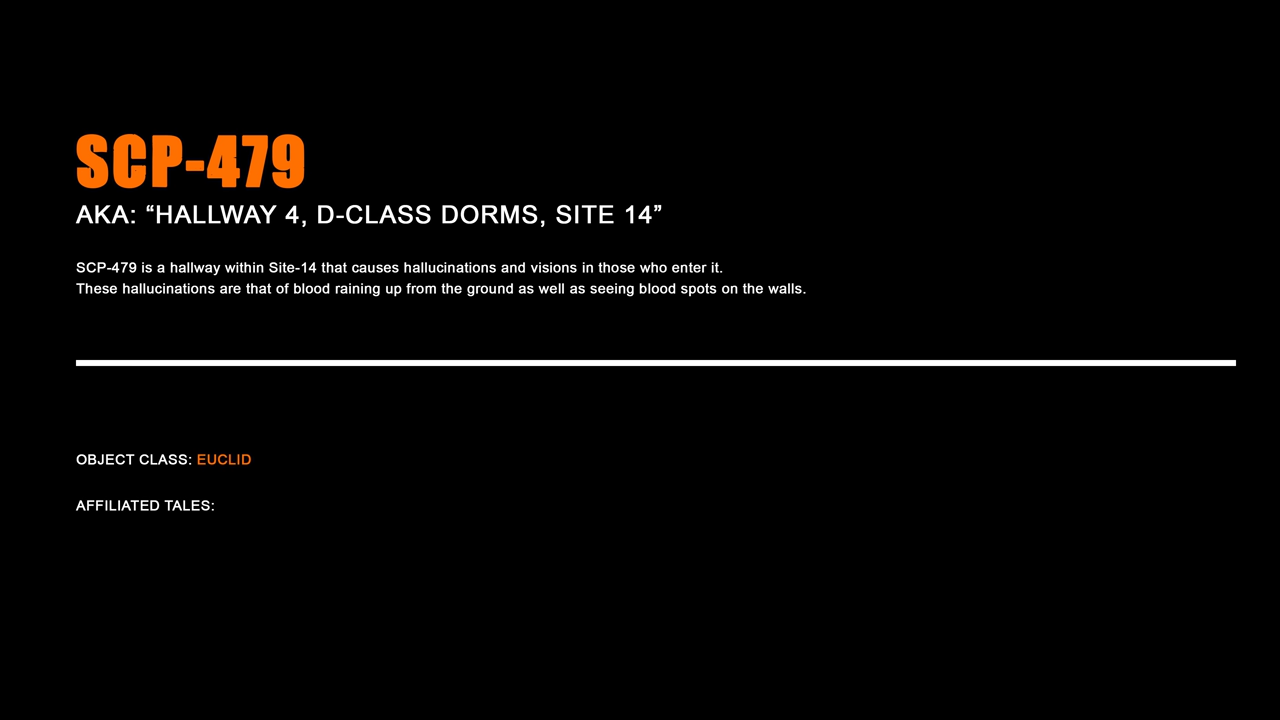 SCP-479
AKA: “HALLWAY 4, D-CLASS DORMS, SITE 14”
SCP-479 is a hallway within Site-14 that causes hallucinations and visions in those who enter it.
These hallucinations are that of blood raining up from the ground as well as seeing blood spots on the walls.
OBJECT CLASS: EUCLID
AFFILIATED TALES: